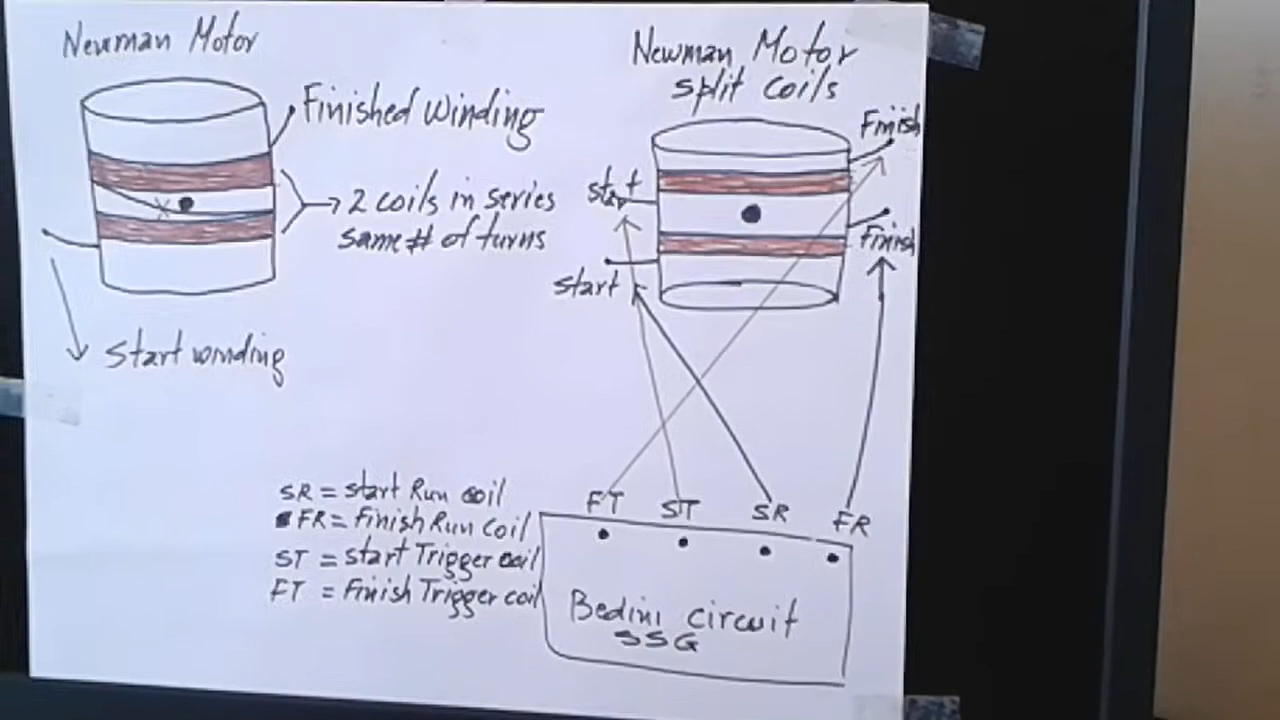 Newman Motor
Finished Winding
2 coils in series
same # of turns
Start winding
Newman Motor
split coils
Finish
start
Finish
start
SR = start Run coil
FR = Finish Run coil
ST = start Trigger coil
FT = Finish Trigger coil
FT ST SR FR
Bedini circuit
SSG